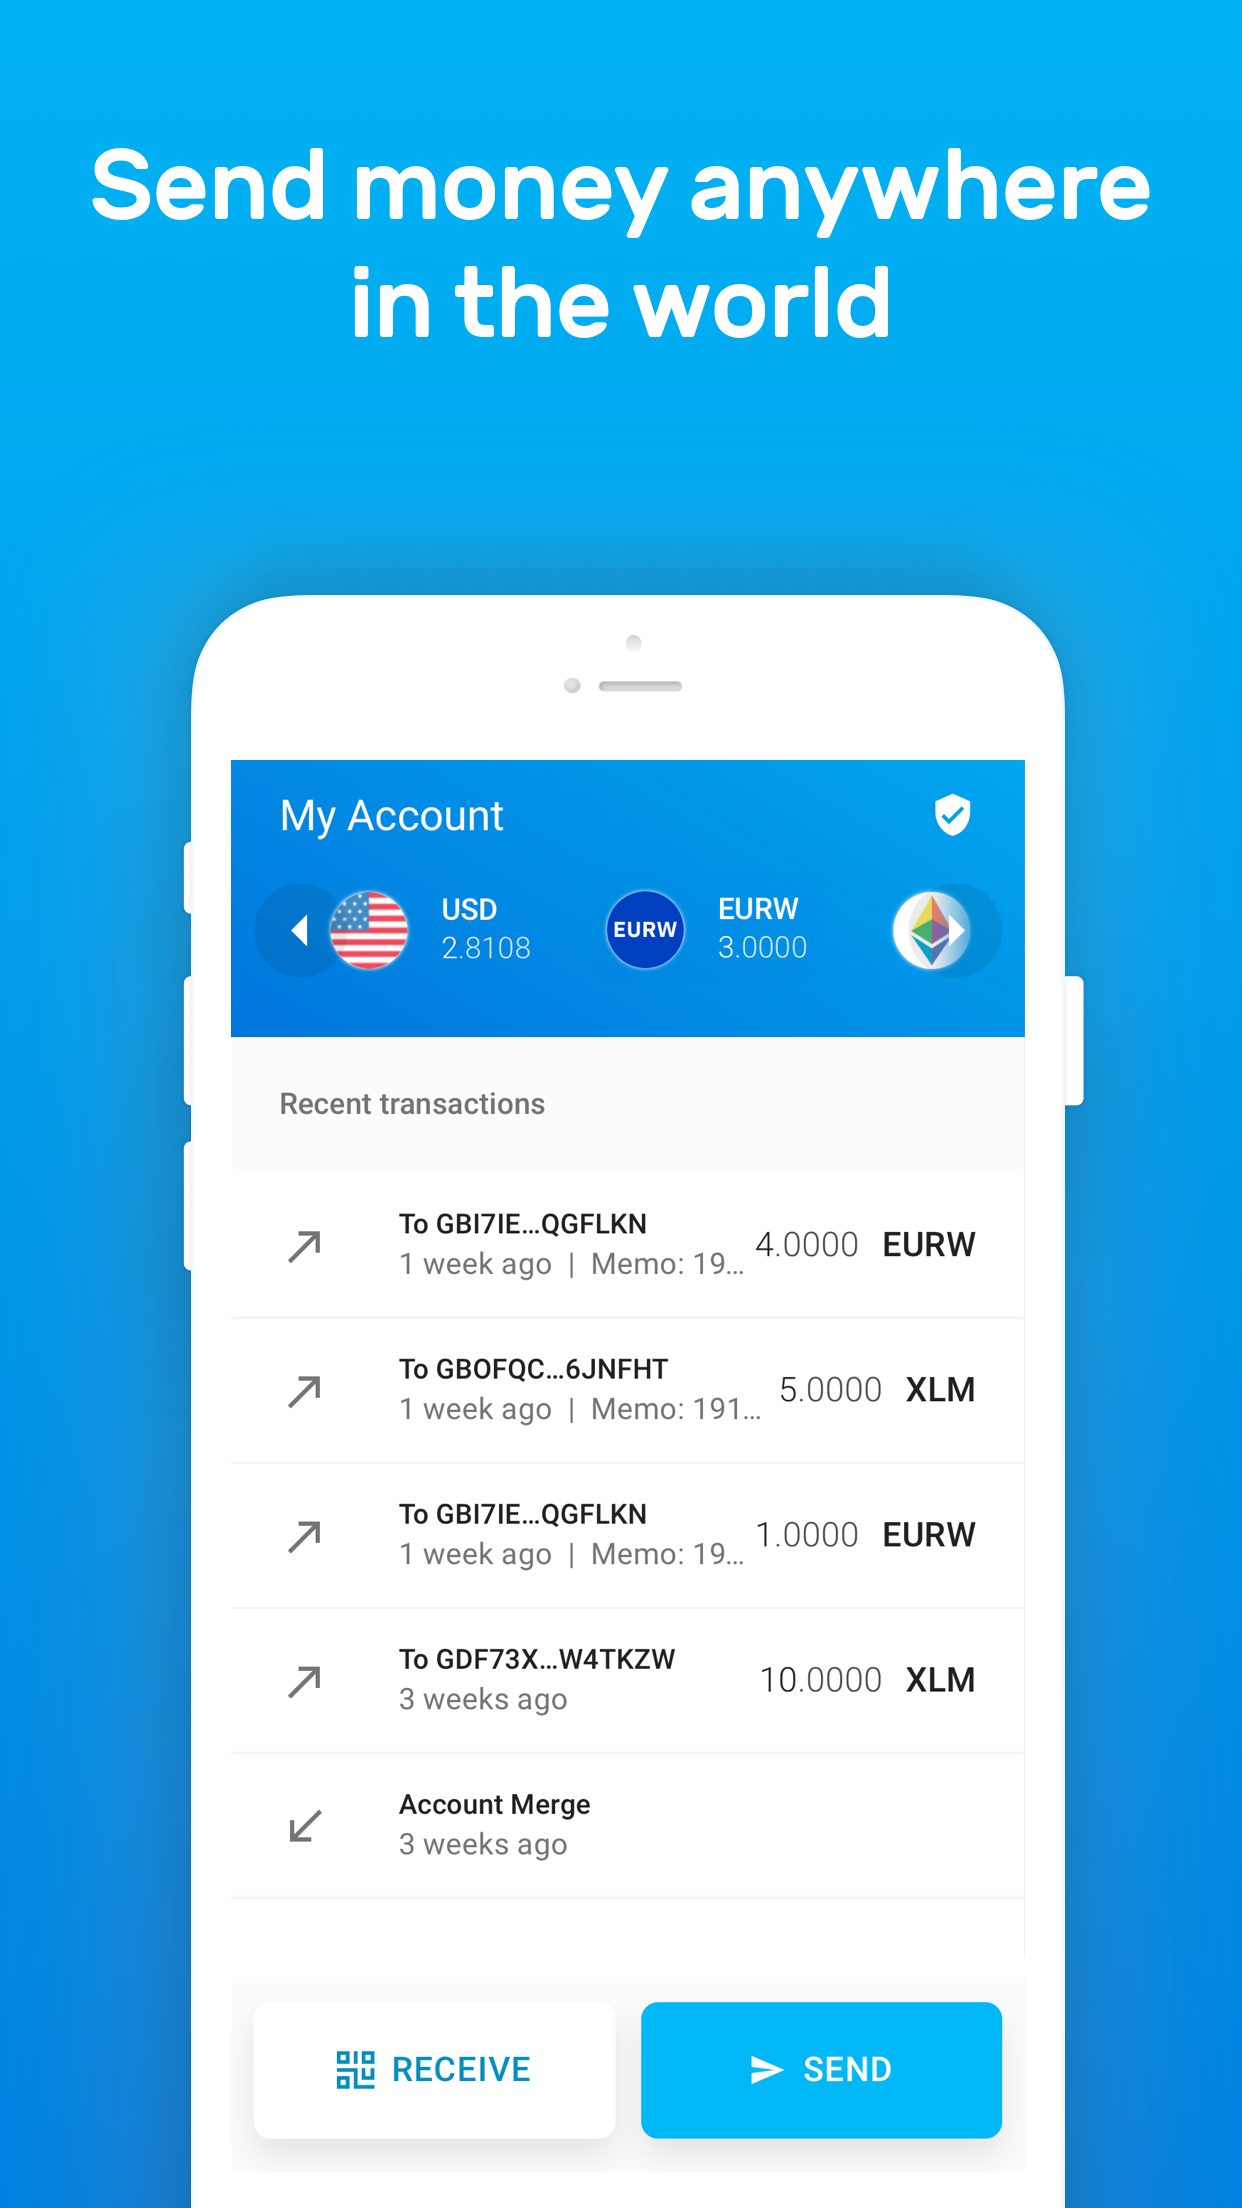 Send money anywhere
in the world
My Account
USD
2.8108
EURW
EURW
3.0000
Recent transactions
To GBI7IE...QGFLKN
1 week ago | Memo: 19...
4.0000 EURW
To GBOFQC...6JNFHT
1 week ago | Memo: 191...
5.0000 XLM
To GBI7IE...QGFLKN
1 week ago | Memo: 19...
1.0000 EURW
To GDF73X...W4TKZW
3 weeks ago
10.0000 XLM
Account Merge
3 weeks ago
RECEIVE
SEND